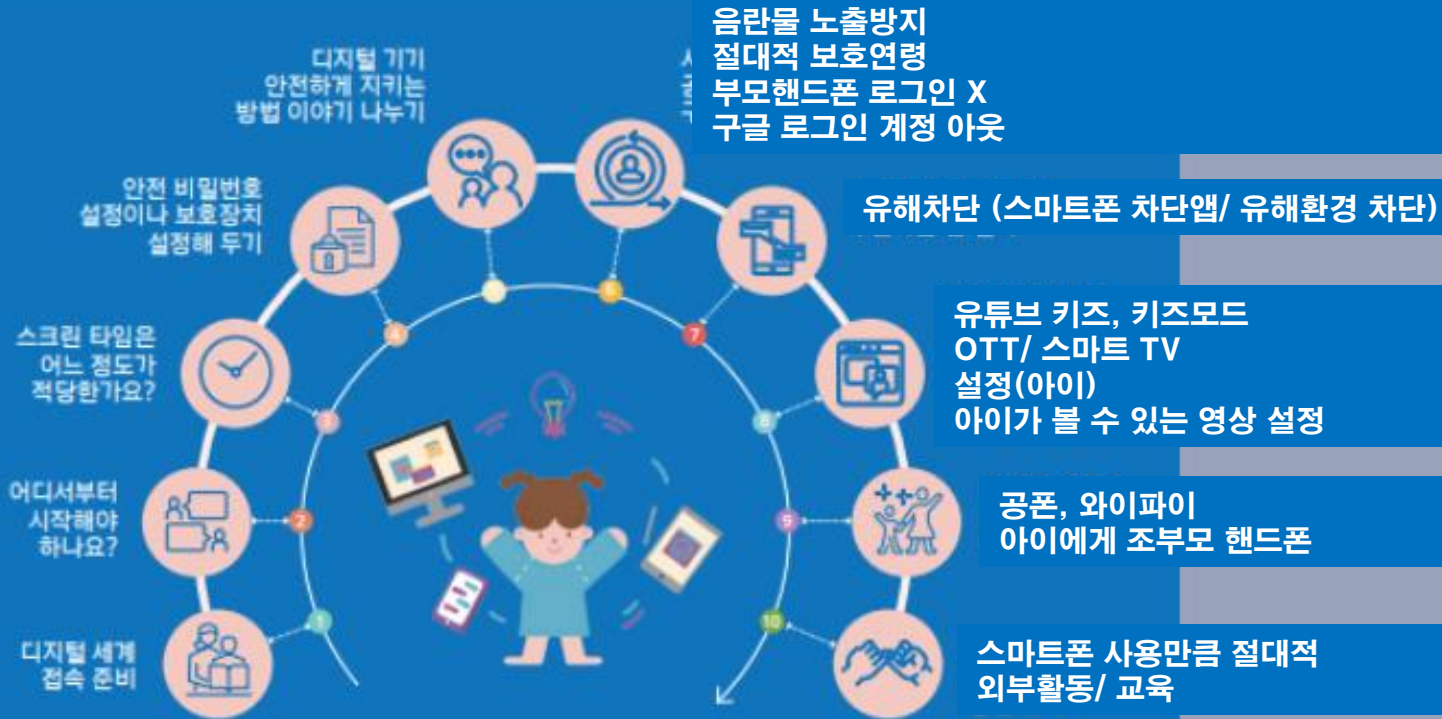 음란물 노출방지
절대적 보호연령
부모핸드폰 로그인 X
구글 로그인 계정 아웃
디지털 기기
안전하게 지키는
방법 이야기 나누기
안전 비밀번호
설정이나 보호장치
설정해 두기
유해차단 (스마트폰 차단앱/ 유해환경 차단)
스크린 타임은
어느 정도가
적당한가요?
유튜브 키즈, 키즈모드
OTT/ 스마트 TV
설정(아이)
아이가 볼 수 있는 영상 설정
어디서부터
시작해야
하나요?
공폰, 와이파이
아이에게 조부모 핸드폰
디지털 세계
접속 준비
스마트폰 사용만큼 절대적
외부활동/ 교육
1
2
3
4
6
7
8
9
10